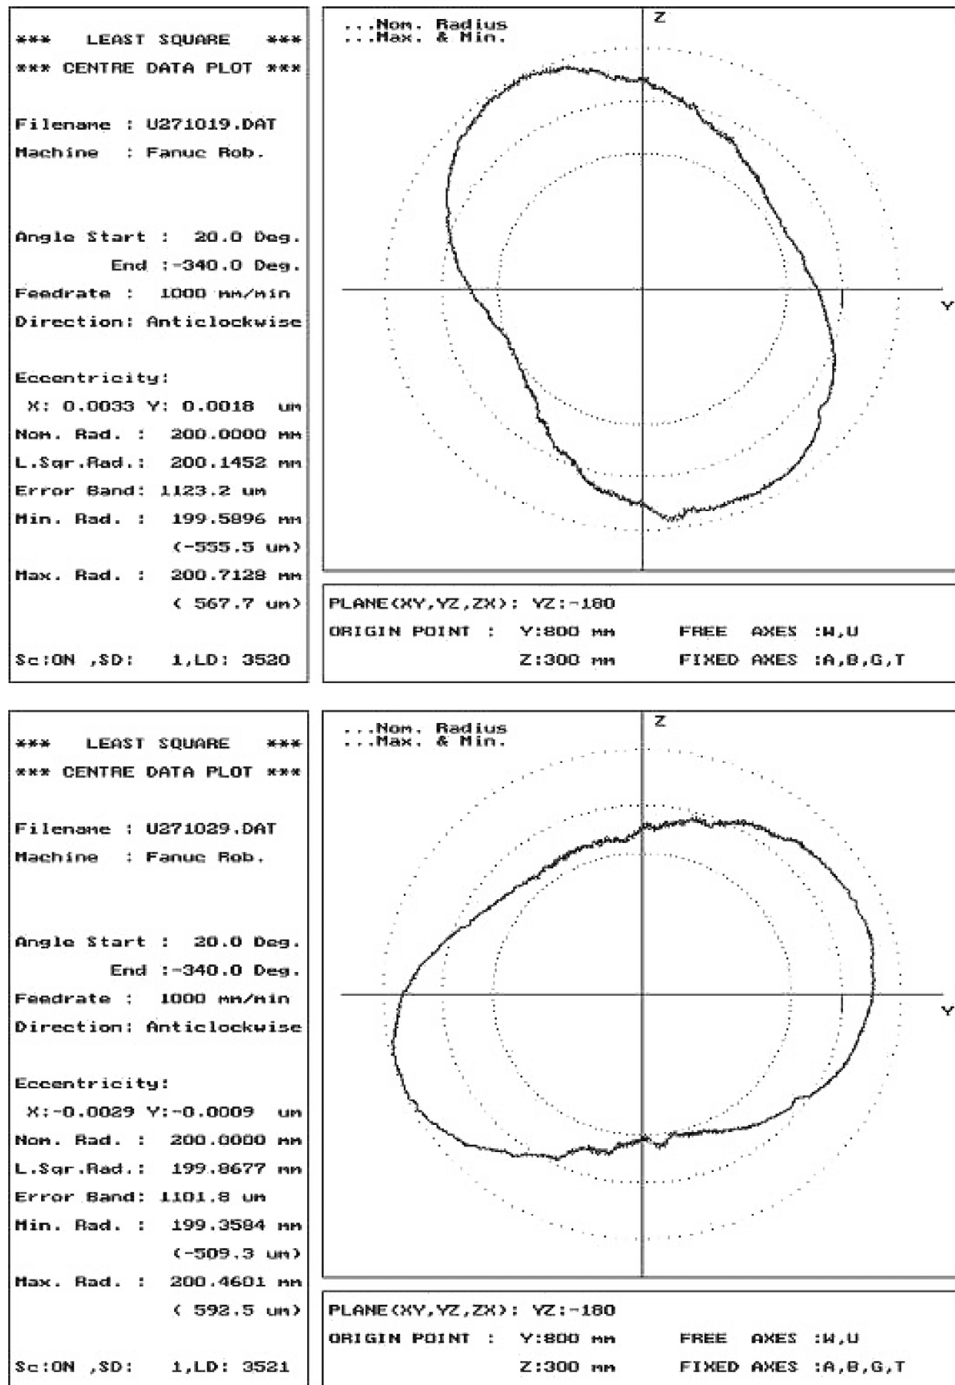 *** LEAST SQUARE ***
*** CENTRE DATA PLOT ***
Filename : U271019.DAT
Machine : Fanuc Rob.
Angle Start : 20.0 Deg.
End :-340.0 Deg.
Feedrate : 1000 mm/min
Direction: Anticlockwise
Eccentricity:
X: 0.0033 Y: 0.0018 um
Nom. Rad. : 200.0000 mm
L.Sqr.Rad.: 200.1452 mm
Error Band: 1123.2 um
Min. Rad. : 199.5896 mm
(-555.5 um)
Max. Rad. : 200.7128 mm
( 567.7 um)
Sc:ON ,SD: 1,LD: 3520
...Nom. Radius
...Max. & Min.
Z
Y
PLANE(XY,YZ,ZX): YZ:-180
ORIGIN POINT : Y:800 mm FREE AXES :W,U
Z:300 mm FIXED AXES :A,B,G,T
*** LEAST SQUARE ***
*** CENTRE DATA PLOT ***
Filename : U271029.DAT
Machine : Fanuc Rob.
Angle Start : 20.0 Deg.
End :-340.0 Deg.
Feedrate : 1000 mm/min
Direction: Anticlockwise
Eccentricity:
X:-0.0029 Y:-0.0009 um
Nom. Rad. : 200.0000 mm
L.Sqr.Rad.: 199.8677 mm
Error Band: 1101.8 um
Min. Rad. : 199.3584 mm
(-509.3 um)
Max. Rad. : 200.4601 mm
( 592.5 um)
Sc:ON ,SD: 1,LD: 3521
...Nom. Radius
...Max. & Min.
Z
Y
PLANE(XY,YZ,ZX): YZ:-180
ORIGIN POINT : Y:800 mm FREE AXES :W,U
Z:300 mm FIXED AXES :A,B,G,T